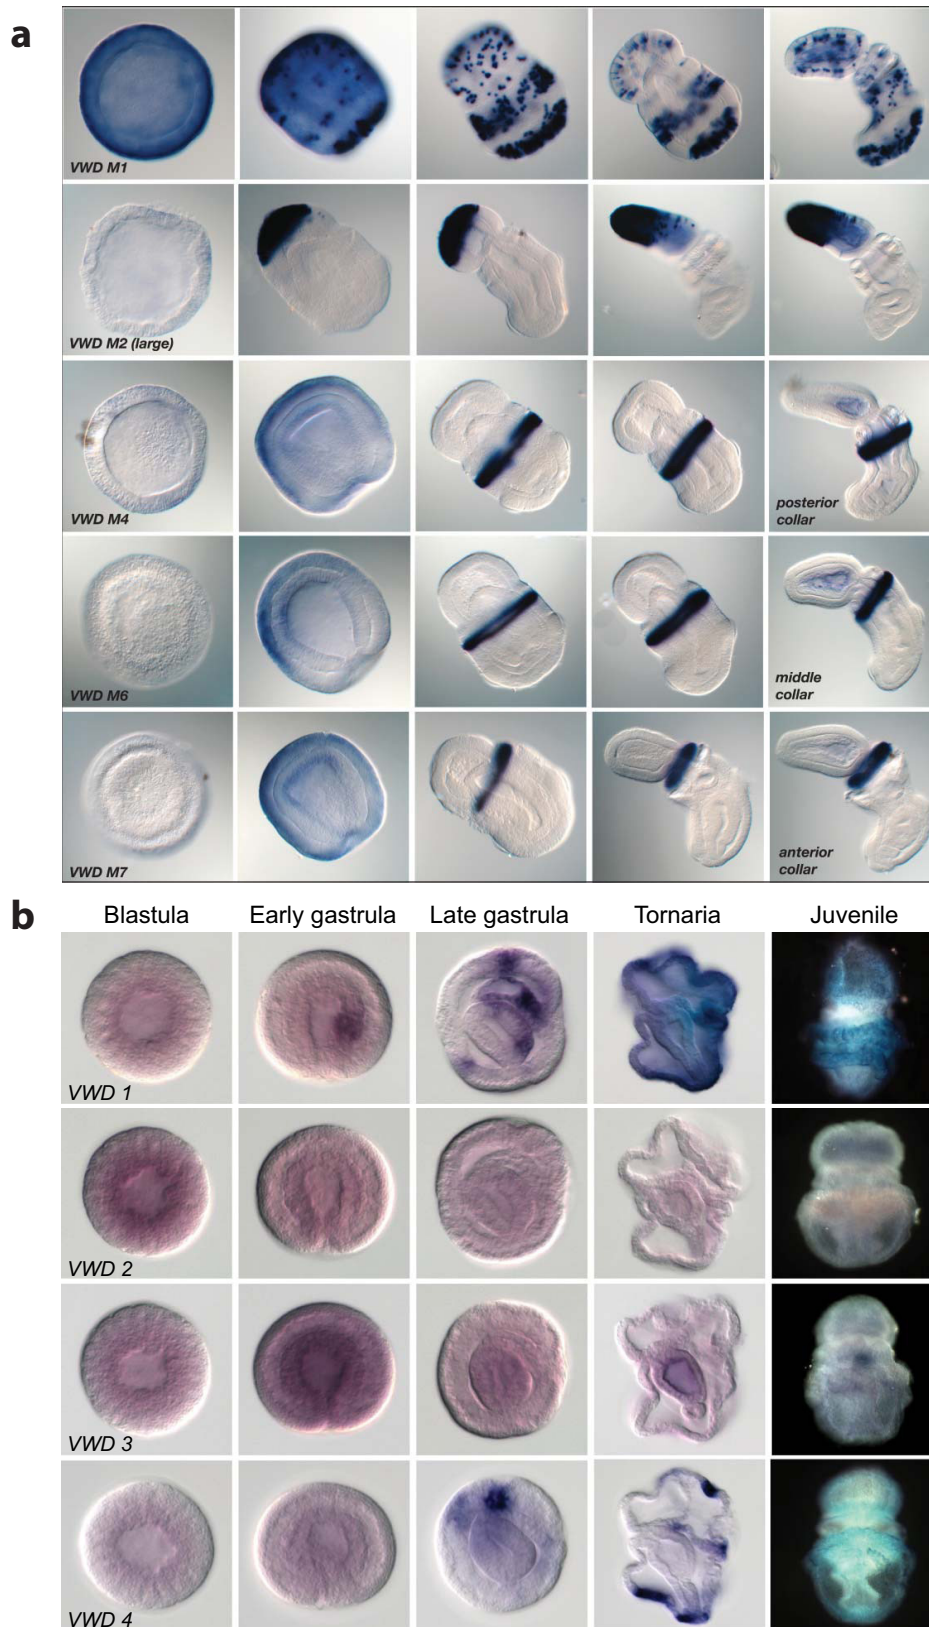 a
VWD M1
VWD M2 (large)
VWD M4
posterior
collar
VWD M6
middle
collar
VWD M7
anterior
collar
b
Blastula
Early gastrula
Late gastrula
Tornaria
Juvenile
VWD 1
VWD 2
VWD 3
VWD 4